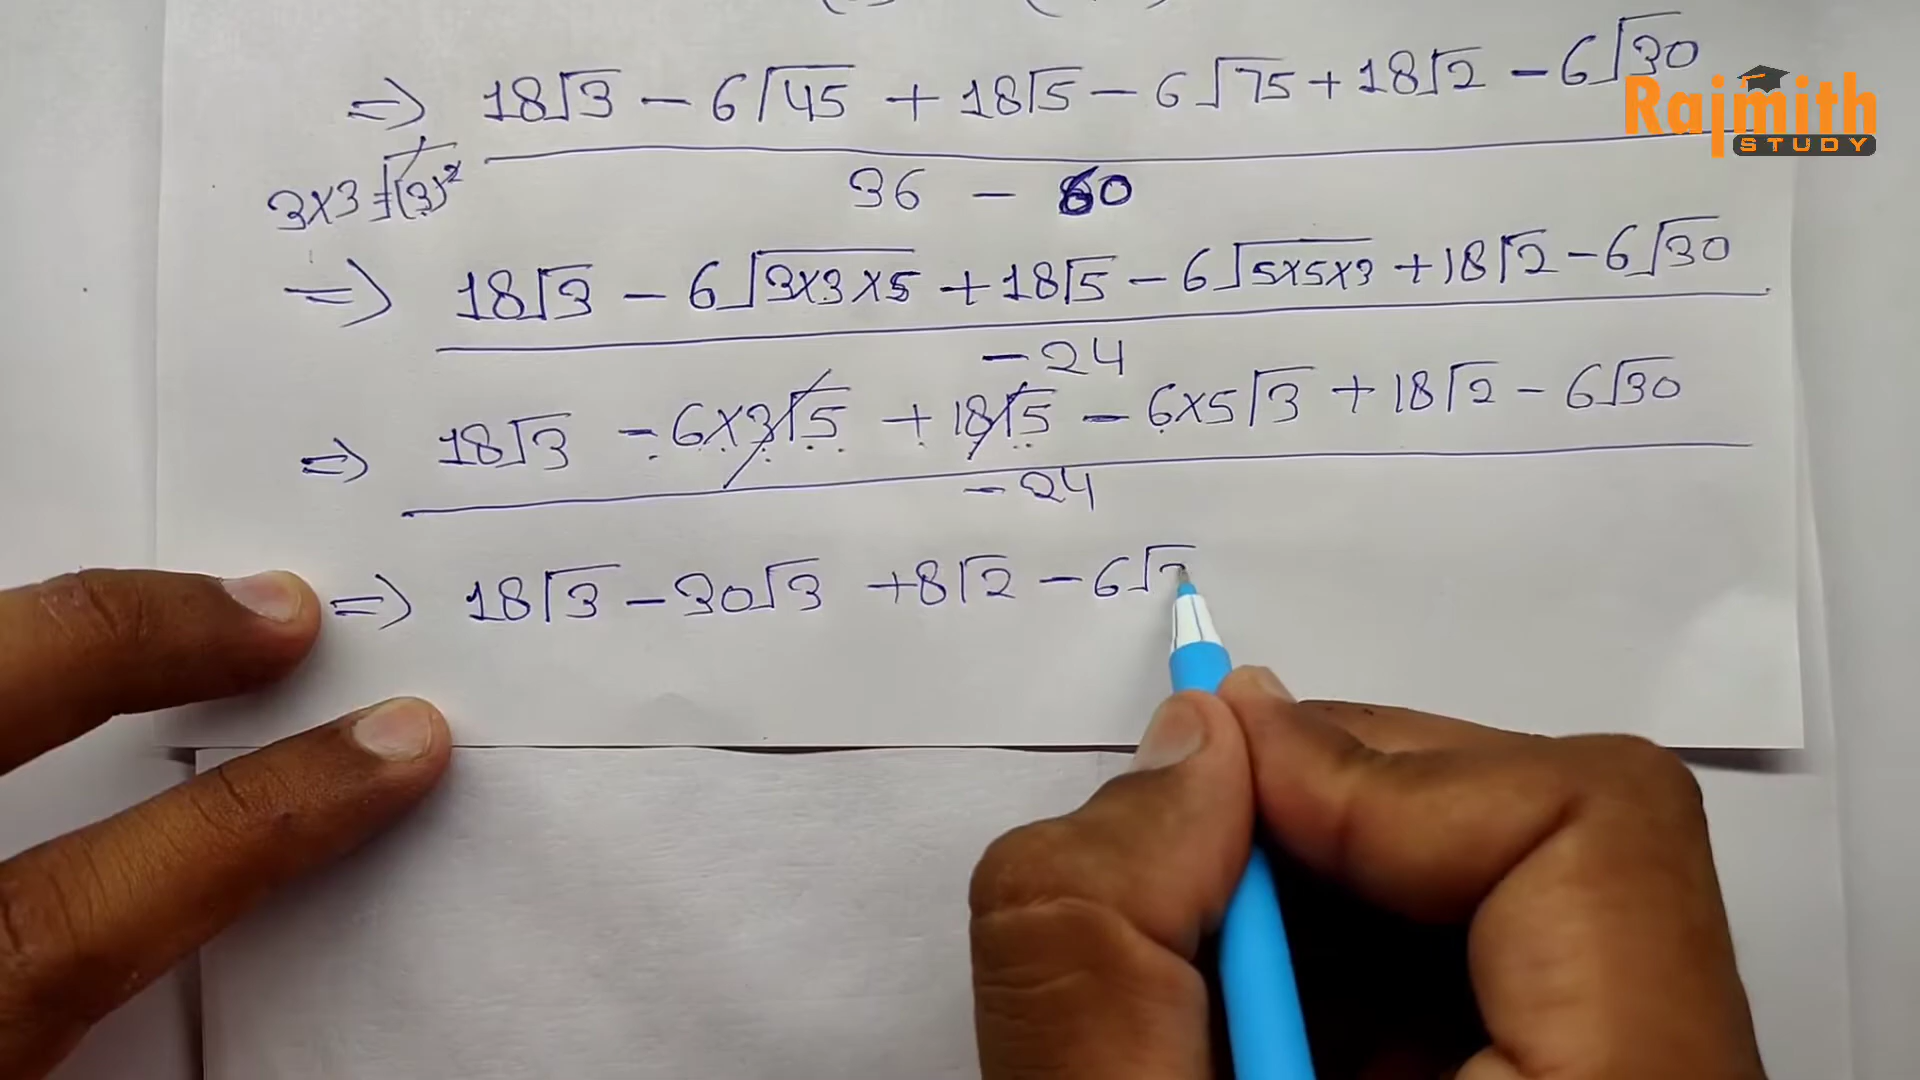 ⇒ 18√3 − 6√45 + 18√5 − 6√75 + 18√2 − 6√30
36 − 60
3×3 = √(3)²
⇒ 18√3 − 6√3×3×5 + 18√5 − 6√5×5×3 + 18√2 − 6√30
−24
⇒ 18√3 − 6×3√5 + 18√5 − 6×5√3 + 18√2 − 6√30
−24
⇒ 18√3 − 30√3 + 8√2 − 6√3
Rajmith
STUDY